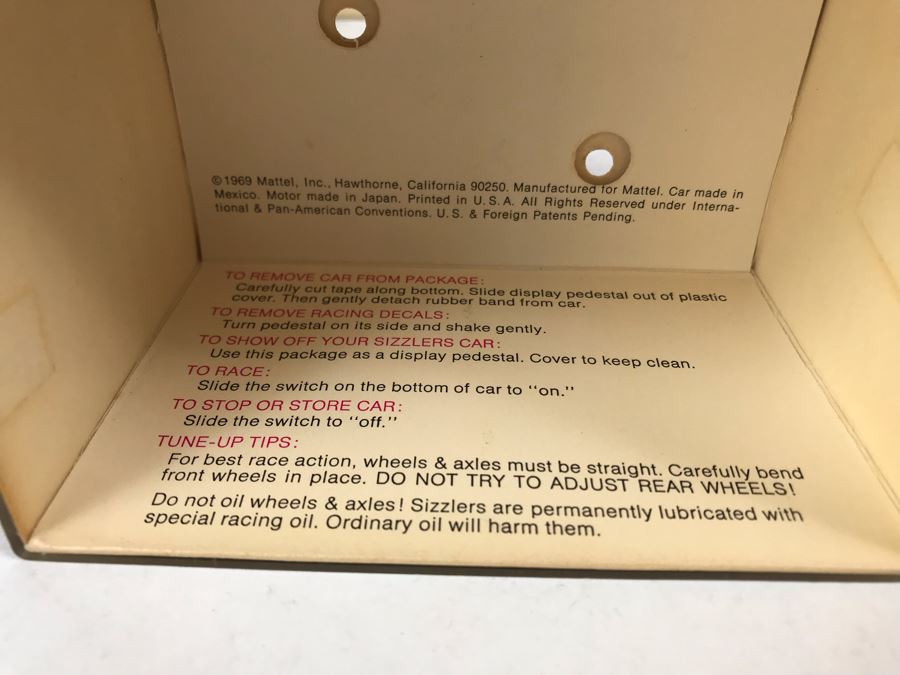 ©1969 Mattel, Inc., Hawthorne, California 90250. Manufactured for Mattel. Car made in
Mexico. Motor made in Japan. Printed in U.S.A. All Rights Reserved under Interna-
tional & Pan-American Conventions. U.S. & Foreign Patents Pending.
TO REMOVE CAR FROM PACKAGE:
Carefully cut tape along bottom. Slide display pedestal out of plastic
cover. Then gently detach rubber band from car.
TO REMOVE RACING DECALS:
Turn pedestal on its side and shake gently.
TO SHOW OFF YOUR SIZZLERS CAR:
Use this package as a display pedestal. Cover to keep clean.
TO RACE:
Slide the switch on the bottom of car to "on."
TO STOP OR STORE CAR:
Slide the switch to "off."
TUNE-UP TIPS:
For best race action, wheels & axles must be straight. Carefully bend
front wheels in place. DO NOT TRY TO ADJUST REAR WHEELS!
Do not oil wheels & axles! Sizzlers are permanently lubricated with
special racing oil. Ordinary oil will harm them.